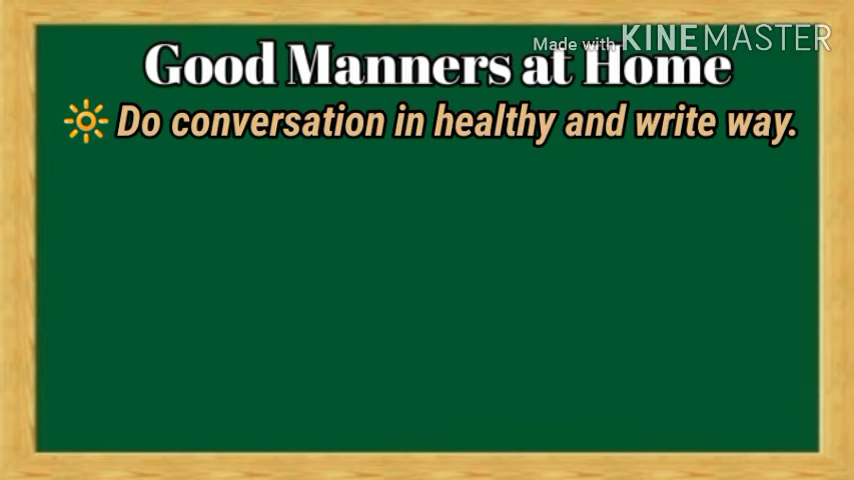 Made with KINEMASTER
Good Manners at Home
Do conversation in healthy and write way.